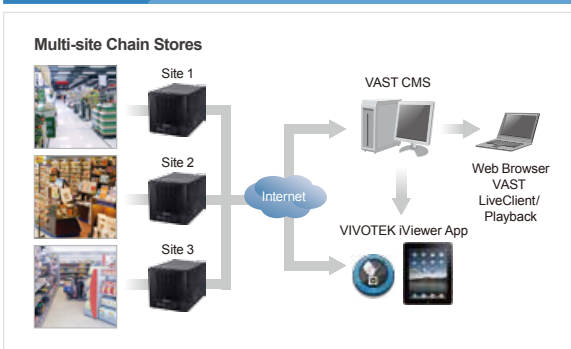 Multi-site Chain Stores
Site 1
Site 2
Site 3
Internet
VAST CMS
Web Browser
VAST
LiveClient/
Playback
VIVOTEK iViewer App